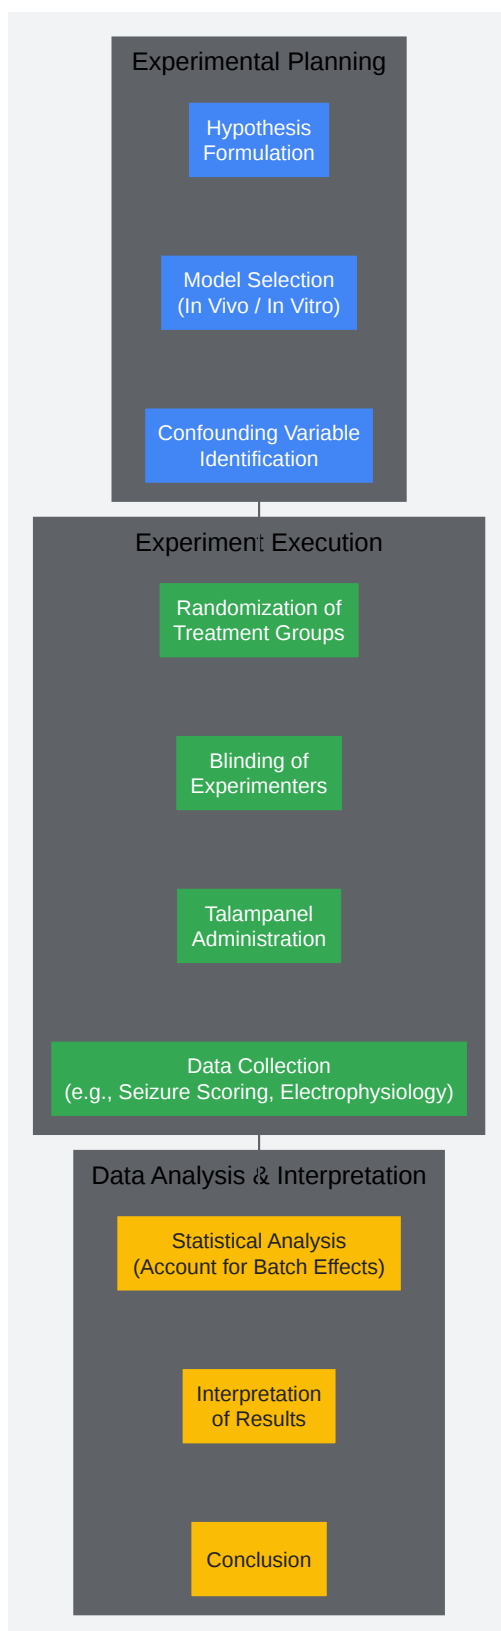 Experimental Planning
Hypothesis
Formulation
Model Selection
(In Vivo / In Vitro)
Confounding Variable
Identification
Experiment Execution
Randomization of
Treatment Groups
Blinding of
Experimenters
Talampanel
Administration
Data Collection
(e.g., Seizure Scoring, Electrophysiology)
Data Analysis & Interpretation
Statistical Analysis
(Account for Batch Effects)
Interpretation
of Results
Conclusion